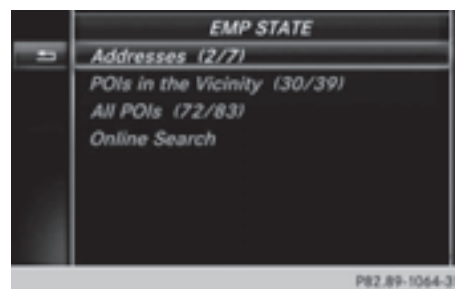 EMP STATE
Addresses (2/7)
POIs in the Vicinity (30/39)
All POIs (72/83)
Online Search
P82.89-1064-31